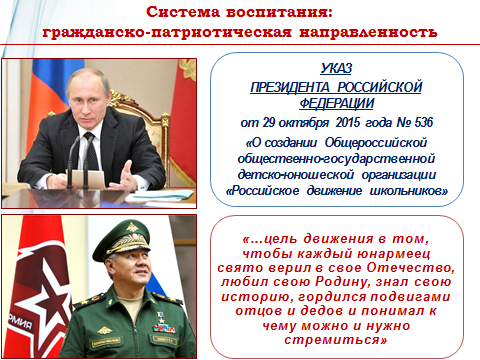 Система воспитания:
гражданско-патриотическая направленность
УКАЗ
ПРЕЗИДЕНТА РОССИЙСКОЙ
ФЕДЕРАЦИИ
от 29 октября 2015 года № 536
«О создании Общероссийской
общественно-государственной
детско-юношеской организации
«Российское движение школьников»
АРМИЯ
«...цель движения в том,
чтобы каждый юнармеец
свято верил в свое Отечество,
любил свою Родину, знал свою
историю, гордился подвигами
отцов и дедов и понимал к
чему можно и нужно
стремиться»